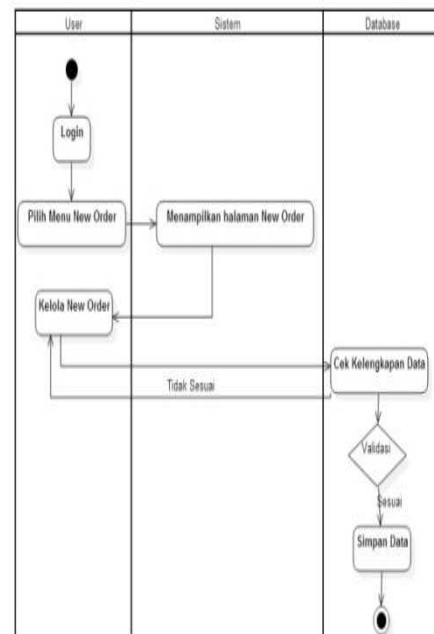 User
Sistem
Database
Login
Pilih Menu New Order
Menampilkan halaman New Order
Kelola New Order
Cek Kelengkapan Data
Tidak Sesuai
Validasi
Sesuai
Simpan Data